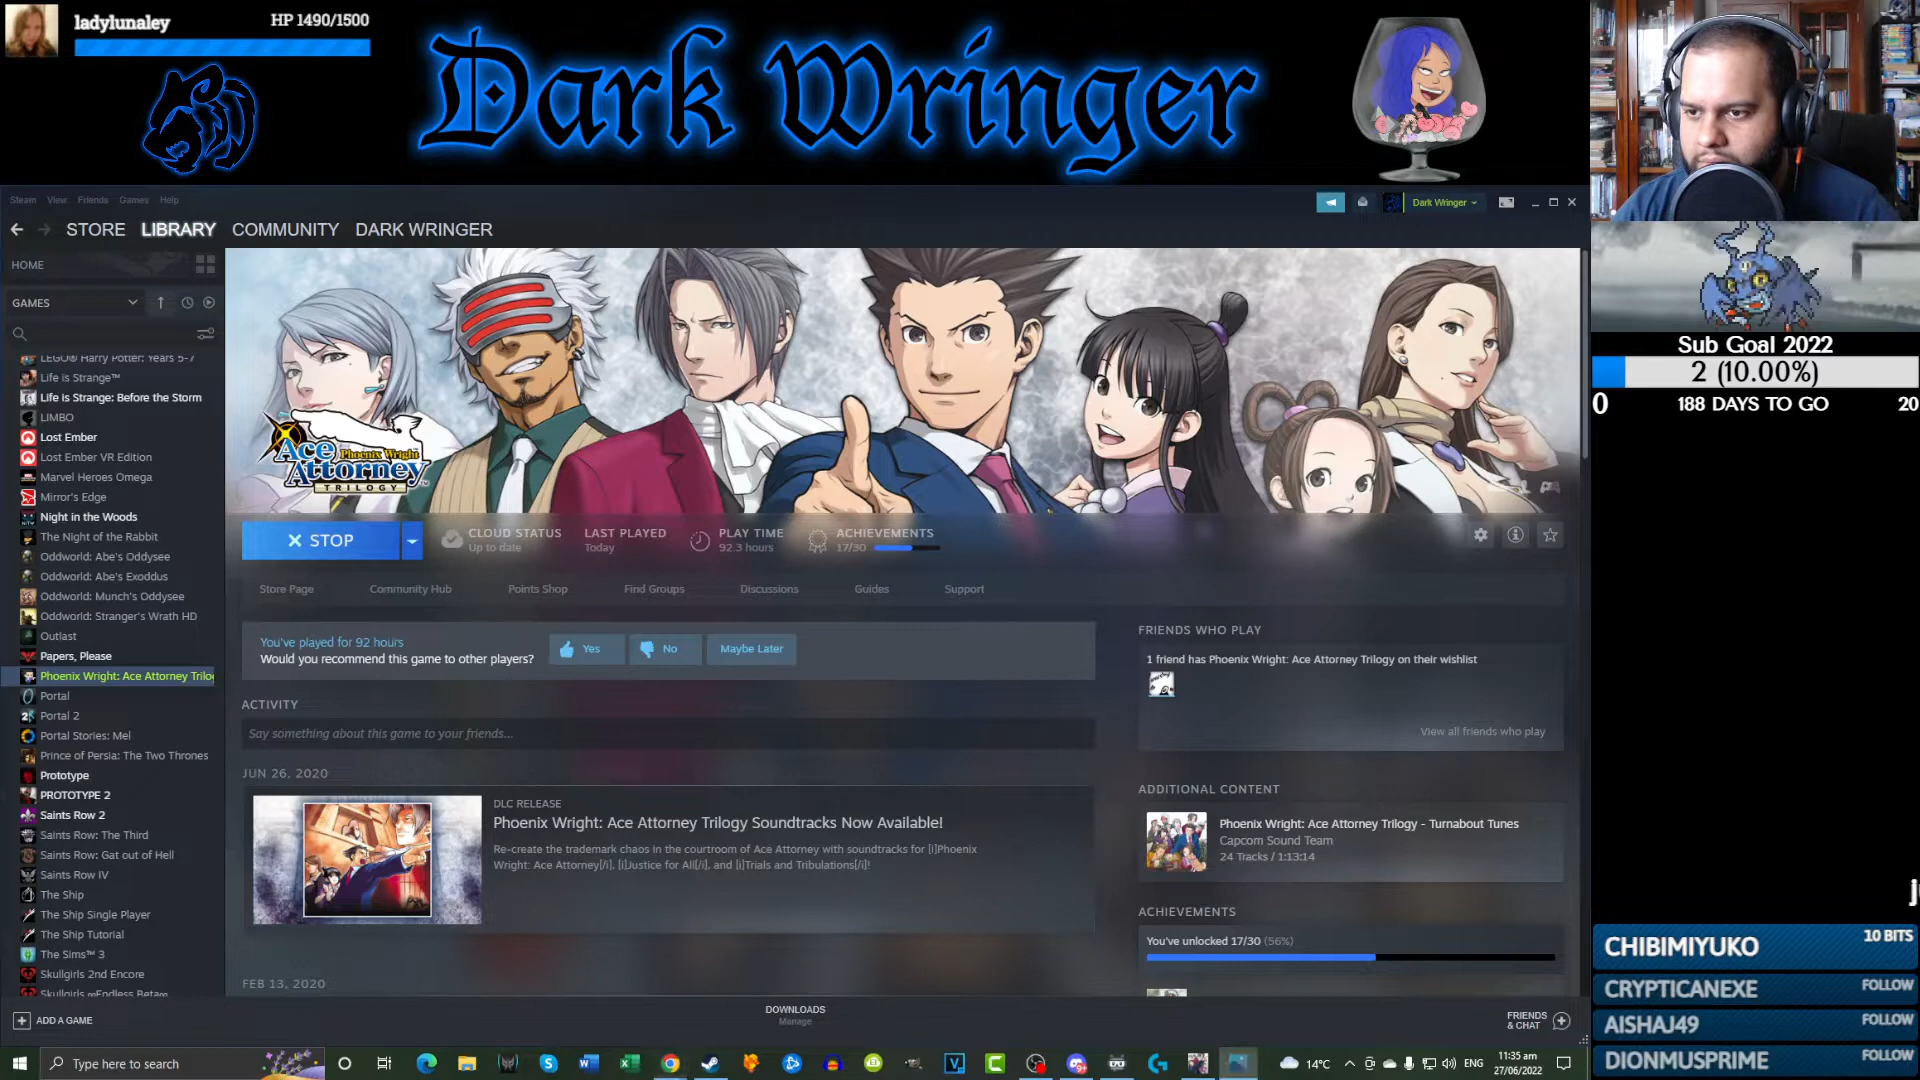 ladylunaley
HP 1490/1500
Dark Wringer
Steam View Friends Games Help
Dark Wringer
STORE LIBRARY COMMUNITY DARK WRINGER
HOME
GAMES
LEGO® Harry Potter: Years 5-7
Life is Strange™
Life is Strange: Before the Storm
LIMBO
Lost Ember
Lost Ember VR Edition
Marvel Heroes Omega
Mirror's Edge
Night in the Woods
The Night of the Rabbit
Oddworld: Abe's Oddysee
Oddworld: Abe's Exoddus
Oddworld: Munch's Oddysee
Oddworld: Stranger's Wrath HD
Outlast
Papers, Please
Phoenix Wright: Ace Attorney Trilo
Portal
Portal 2
Portal Stories: Mel
Prince of Persia: The Two Thrones
Prototype
PROTOTYPE 2
Saints Row 2
Saints Row: The Third
Saints Row: Gat out of Hell
Saints Row IV
The Ship
The Ship Single Player
The Ship Tutorial
The Sims™ 3
Skullgirls 2nd Encore
Skullgirls ∞Endless Beta∞
ADD A GAME
Phoenix Wright
Ace
Attorney
TRILOGY
STOP
CLOUD STATUS
Up to date
LAST PLAYED
Today
PLAY TIME
92.3 hours
ACHIEVEMENTS
17/30
Store Page Community Hub Points Shop Find Groups Discussions Guides Support
You've played for 92 hours
Would you recommend this game to other players?
Yes No Maybe Later
ACTIVITY
Say something about this game to your friends...
JUN 26, 2020
DLC RELEASE
Phoenix Wright: Ace Attorney Trilogy Soundtracks Now Available!
Re-create the trademark chaos in the courtroom of Ace Attorney with soundtracks for [i]Phoenix
Wright: Ace Attorney[/i], [i]Justice for All[/i], and [i]Trials and Tribulations[/i]!
FEB 13, 2020
FRIENDS WHO PLAY
1 friend has Phoenix Wright: Ace Attorney Trilogy on their wishlist
View all friends who play
ADDITIONAL CONTENT
Phoenix Wright: Ace Attorney Trilogy - Turnabout Tunes
Capcom Sound Team
24 Tracks / 1:13:14
ACHIEVEMENTS
You've unlocked 17/30 (56%)
DOWNLOADS
Manage
FRIENDS
& CHAT
Sub Goal 2022
2 (10.00%)
0 188 DAYS TO GO 20
CHIBIMIYUKO 10 BITS
CRYPTICANEXE FOLLOW
AISHAJ49 FOLLOW
DIONMUSPRIME FOLLOW
Type here to search
14°C
ENG
11:35 am
27/06/2022